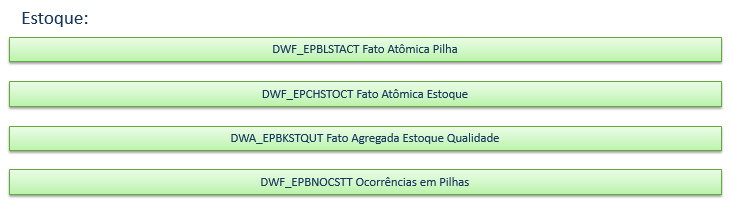 Estoque:
DWF_EPBLSTACT Fato Atômica Pilha
DWF_EPCHSTOCT Fato Atômica Estoque
DWA_EPBKSTQUT Fato Agregada Estoque Qualidade
DWF_EPBNOCSTT Ocorrências em Pilhas